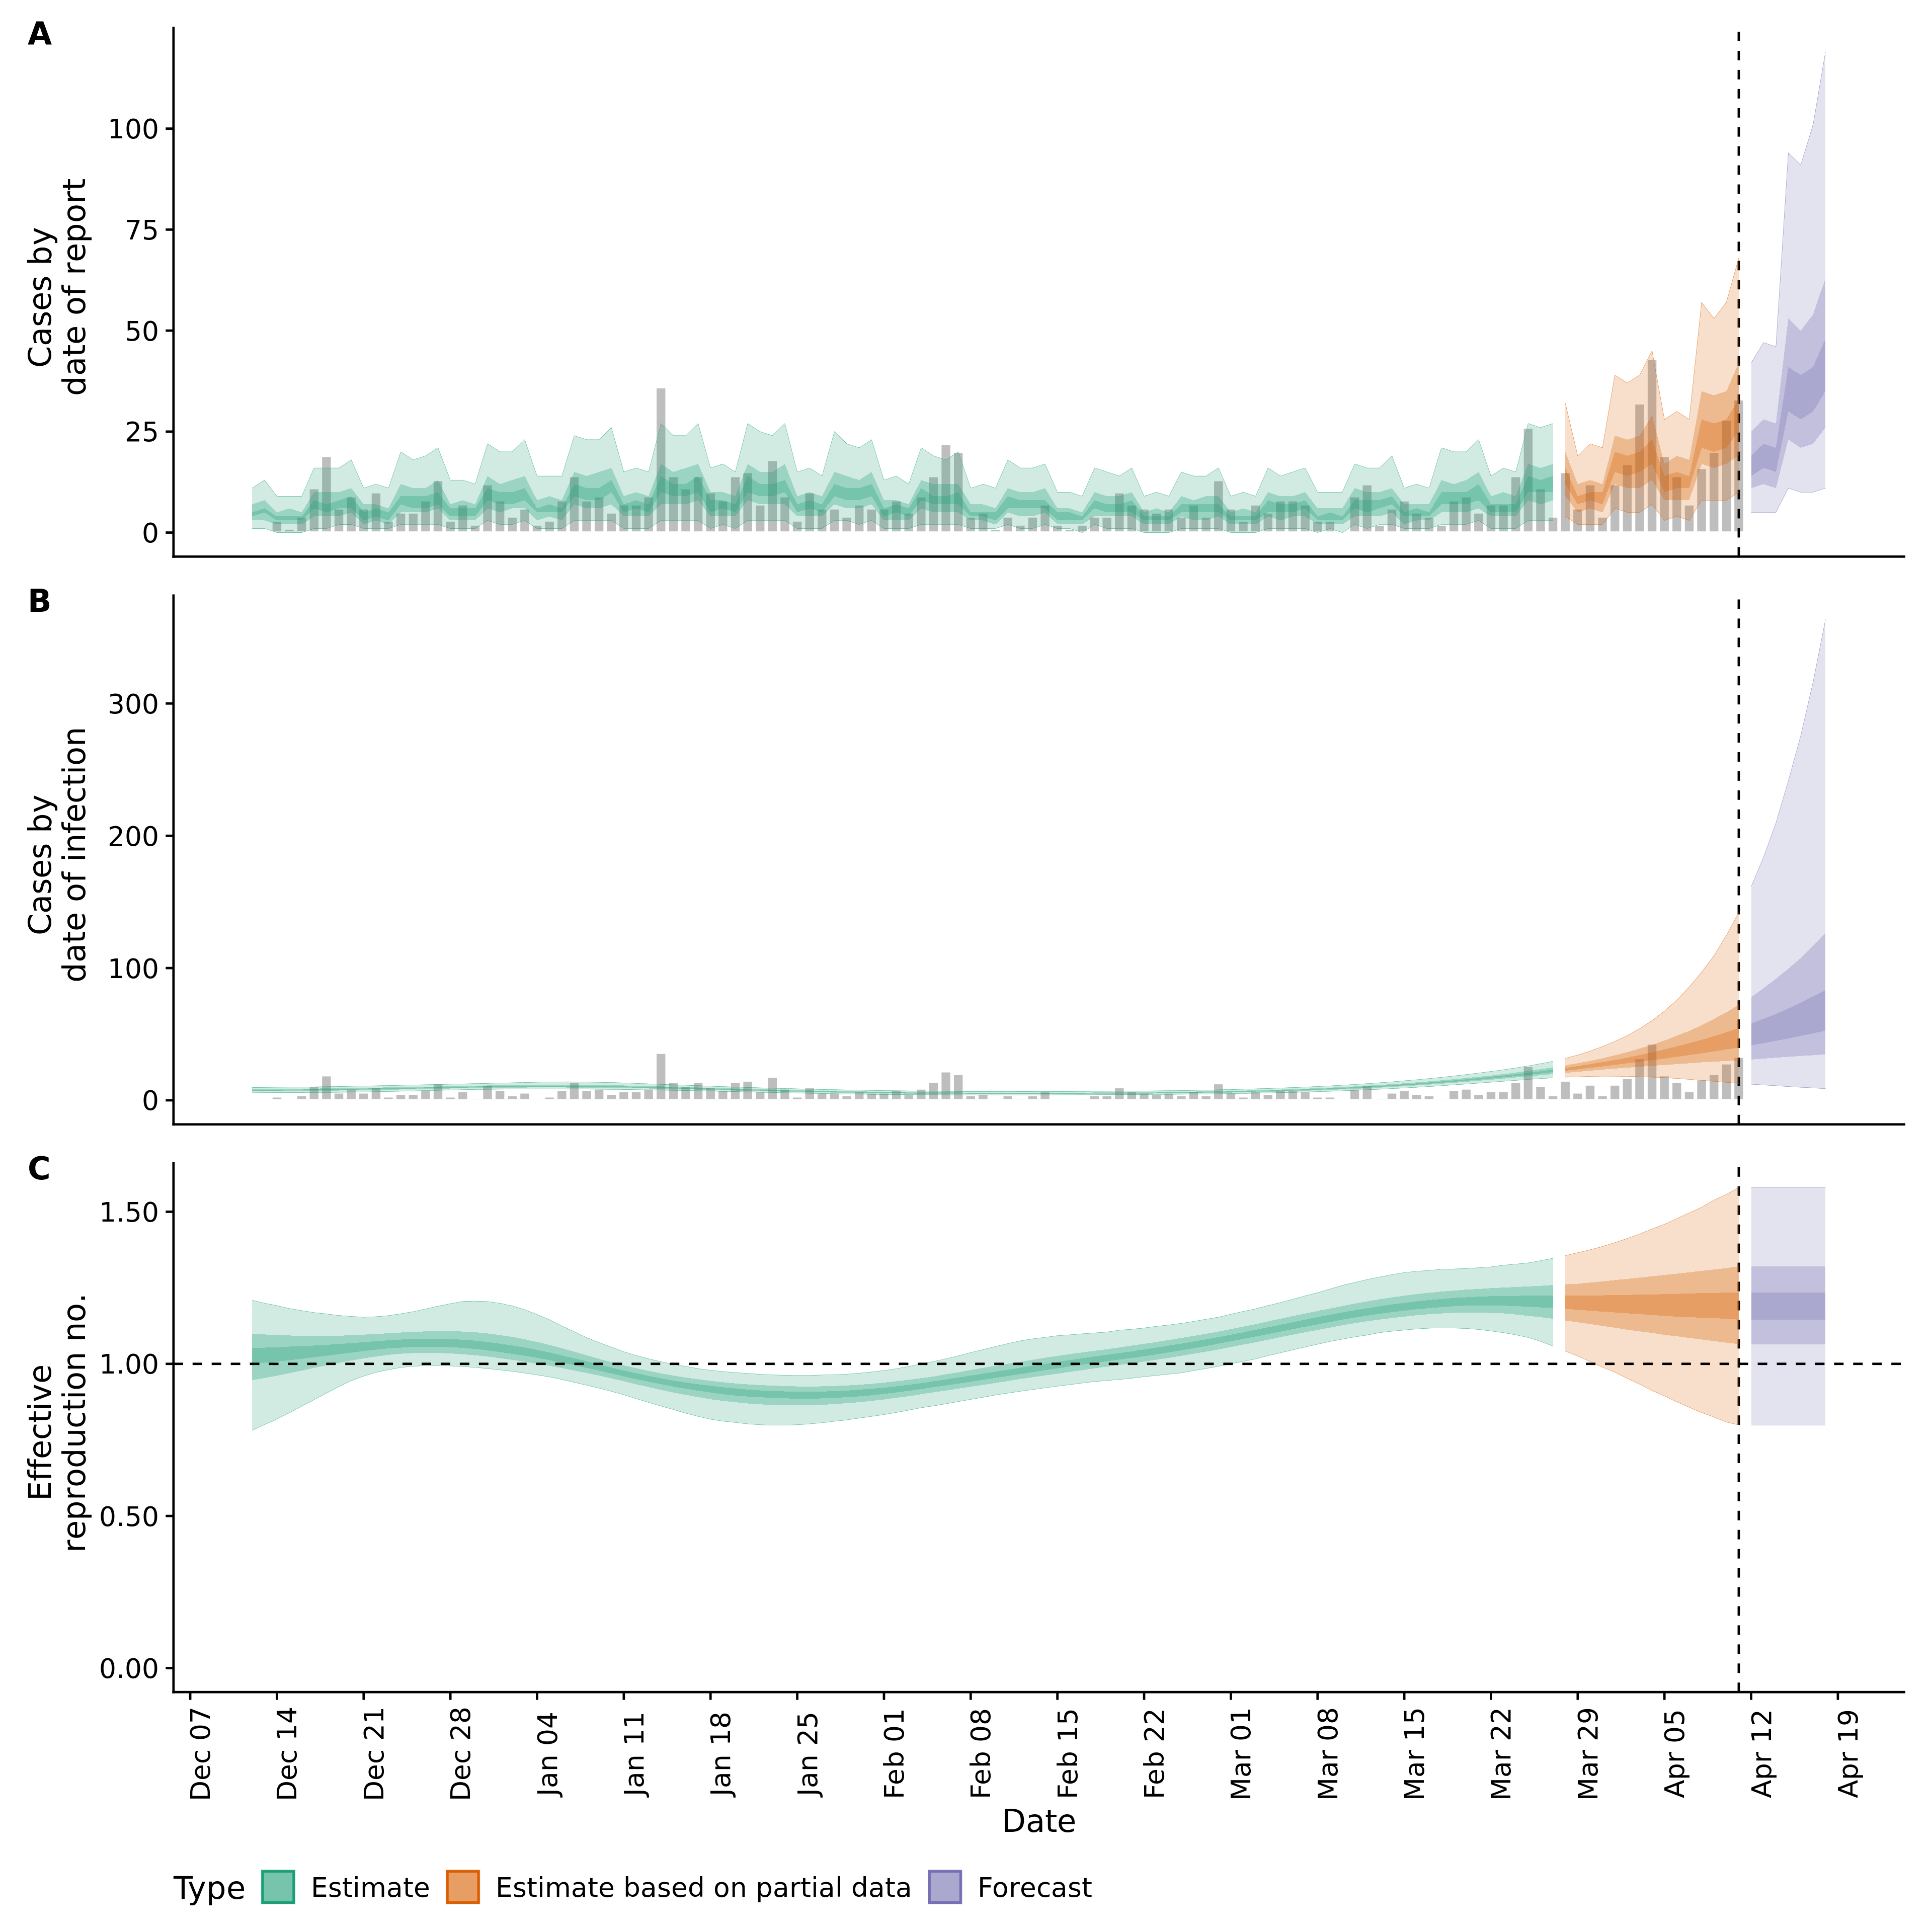 A
Cases by
date of report
100
75
50
25
0
B
Cases by
date of infection
300
200
100
0
C
Effective
reproduction no.
1.50
1.00
0.50
0.00
Dec 07
Dec 14
Dec 21
Dec 28
Jan 04
Jan 11
Jan 18
Jan 25
Feb 01
Feb 08
Feb 15
Feb 22
Mar 01
Mar 08
Mar 15
Mar 22
Mar 29
Apr 05
Apr 12
Apr 19
Date
Type Estimate Estimate based on partial data Forecast